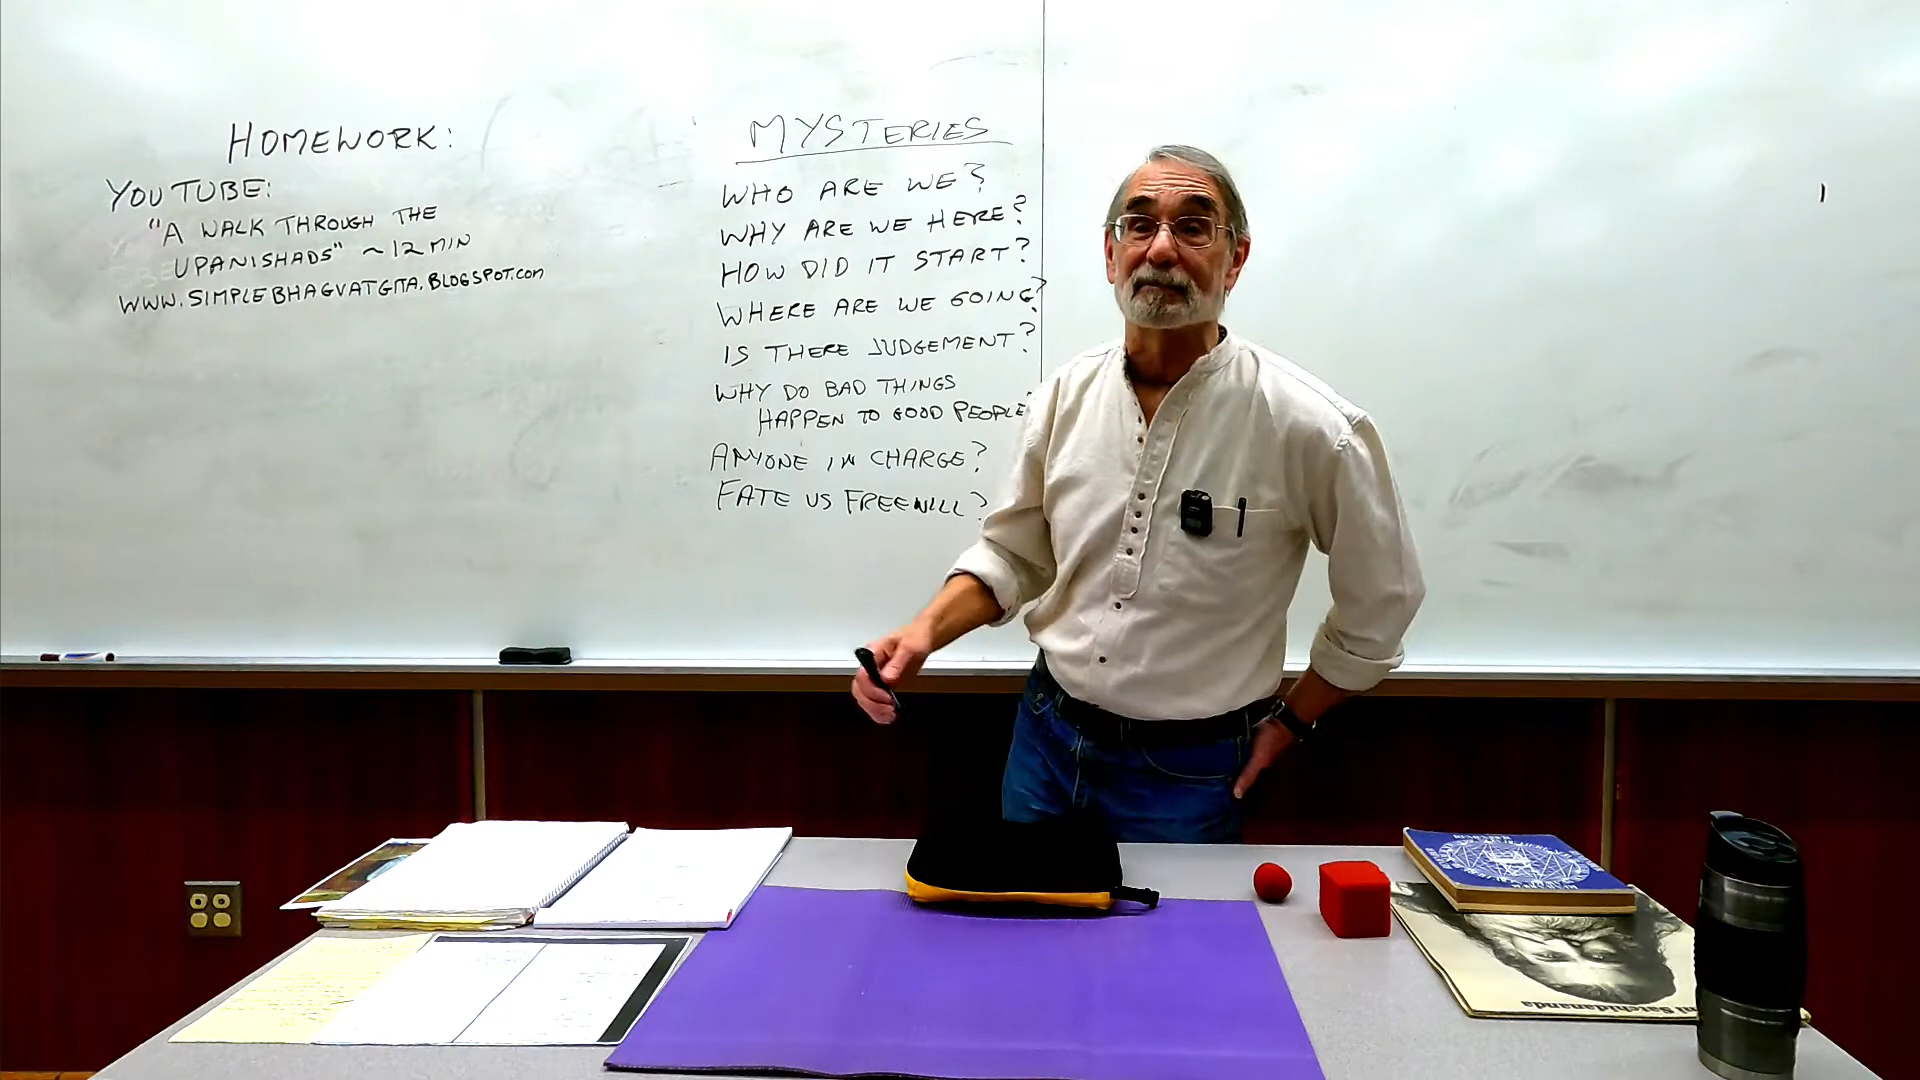 HOMEWORK:
YOUTUBE:
"A WALK THROUGH THE
UPANISHADS" ~12 MIN
WWW.SIMPLEBHAGVATGITA.BLOGSPOT.COM
MYSTERIES
WHO ARE WE?
WHY ARE WE HERE?
HOW DID IT START?
WHERE ARE WE GOING?
IS THERE JUDGEMENT?
WHY DO BAD THINGS
HAPPEN TO GOOD PEOPLE?
ANYONE IN CHARGE?
FATE VS FREEWILL?
Satchidananda